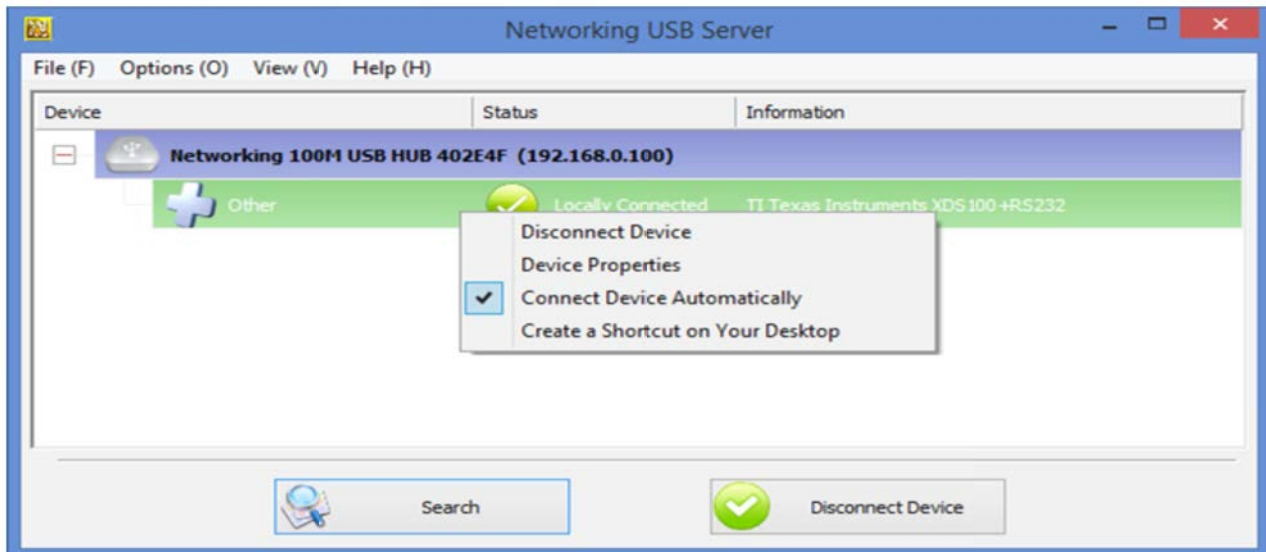 Networking USB Server
File (F) Options (O) View (V) Help (H)
Device Status Information
Networking 100M USB HUB 402E4F (192.168.0.100)
Other Locally Connected TI Texas Instruments XDS100+RS232
Disconnect Device
Device Properties
Connect Device Automatically
Create a Shortcut on Your Desktop
Search Disconnect Device